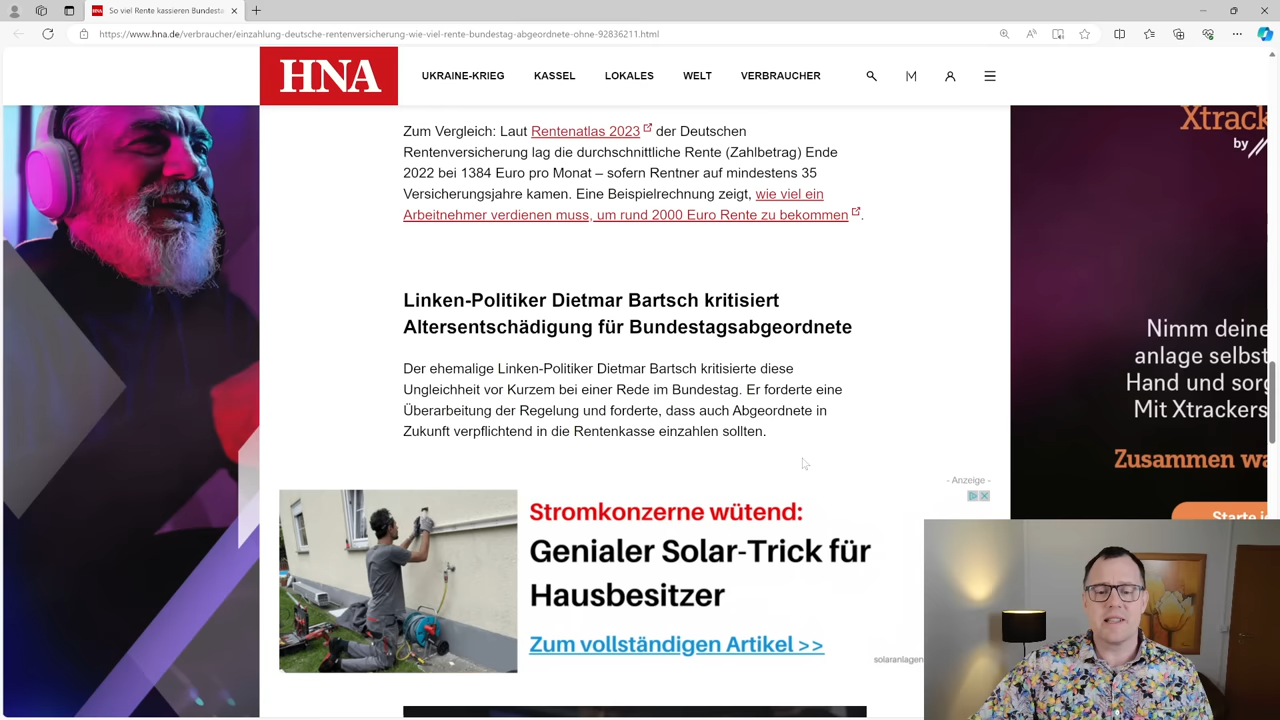 So viel Rente kassieren Bundesta
https://www.hna.de/verbraucher/einzahlung-deutsche-rentenversicherung-wie-viel-rente-bundestag-abgeordnete-ohne-92836211.html
HNA
UKRAINE-KRIEG KASSEL LOKALES WELT VERBRAUCHER
M
Zum Vergleich: Laut Rentenatlas 2023 der Deutschen
Rentenversicherung lag die durchschnittliche Rente (Zahlbetrag) Ende
2022 bei 1384 Euro pro Monat – sofern Rentner auf mindestens 35
Versicherungsjahre kamen. Eine Beispielrechnung zeigt, wie viel ein
Arbeitnehmer verdienen muss, um rund 2000 Euro Rente zu bekommen.
Linken-Politiker Dietmar Bartsch kritisiert
Altersentschädigung für Bundestagsabgeordnete
Der ehemalige Linken-Politiker Dietmar Bartsch kritisierte diese
Ungleichheit vor Kurzem bei einer Rede im Bundestag. Er forderte eine
Überarbeitung der Regelung und forderte, dass auch Abgeordnete in
Zukunft verpflichtend in die Rentenkasse einzahlen sollten.
- Anzeige -
Stromkonzerne wütend:
Genialer Solar-Trick für
Hausbesitzer
Zum vollständigen Artikel >>
solaranlagen
Xtrack
by
Nimm deine
anlage selbst
Hand und sorg
Mit Xtrackers
Zusammen wa
Starte je